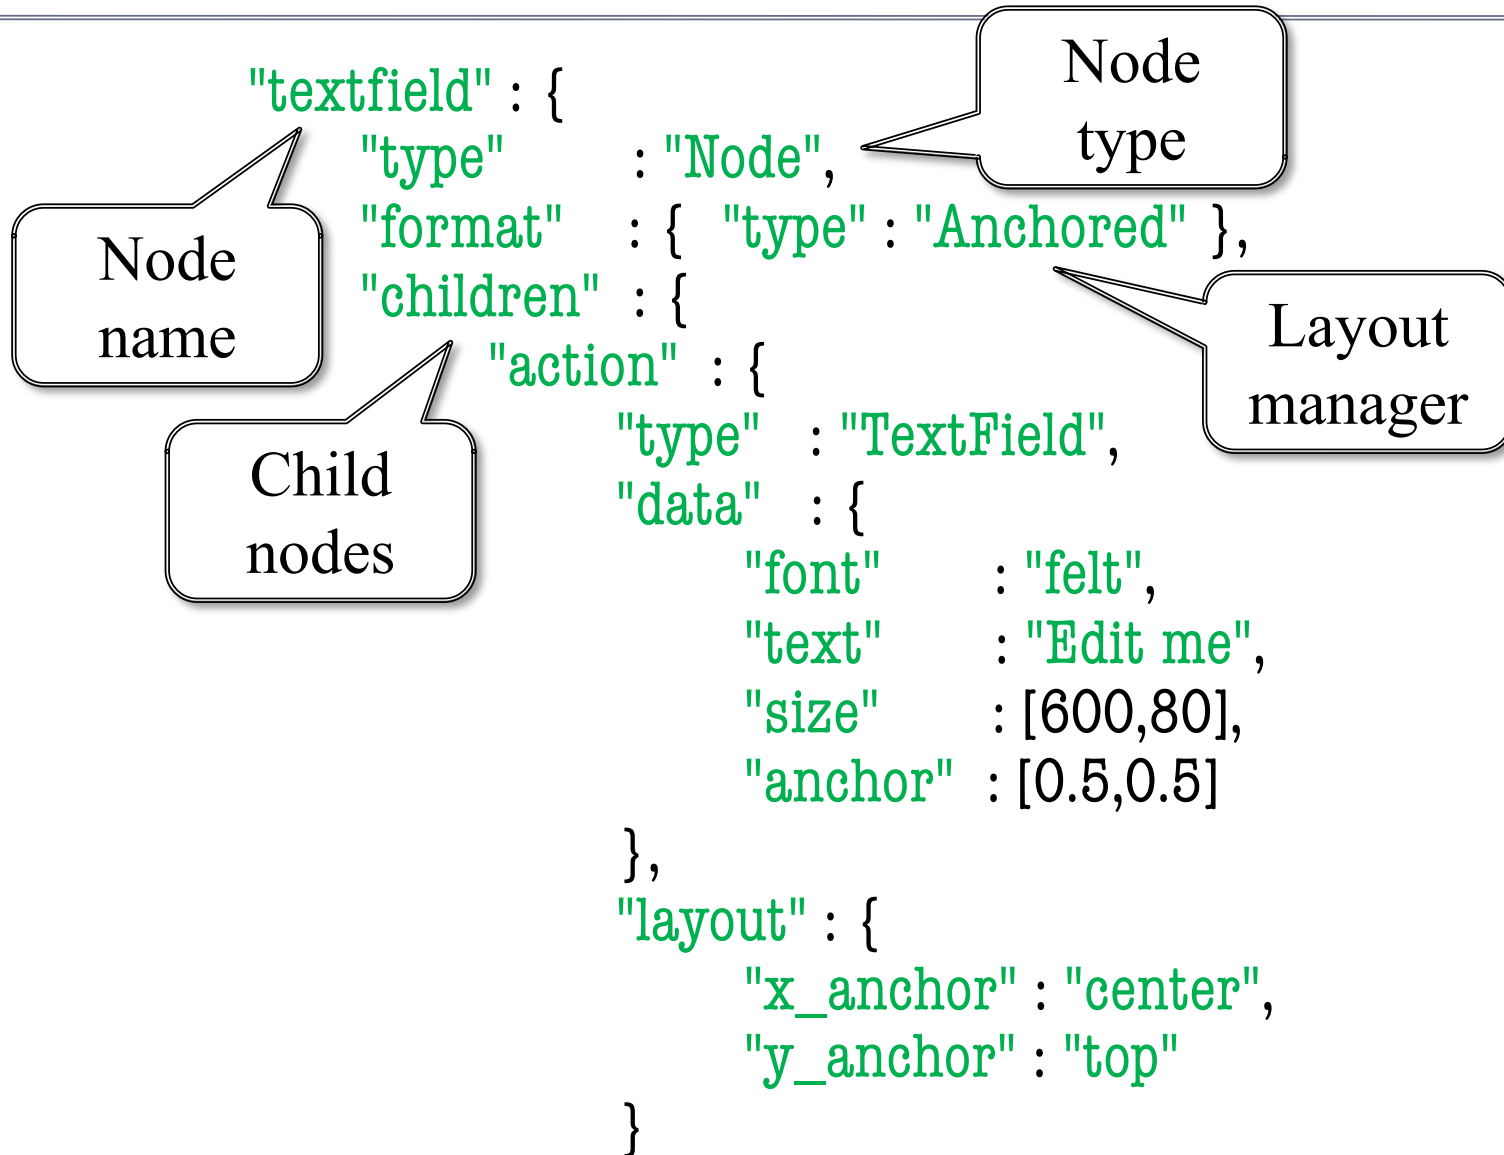 "textfield" : {
"type" : "Node",
"format" : { "type" : "Anchored" },
"children" : {
"action" : {
"type" : "TextField",
"data" : {
"font" : "felt",
"text" : "Edit me",
"size" : [600,80],
"anchor" : [0.5,0.5]
},
"layout" : {
"x_anchor" : "center",
"y_anchor" : "top"
}
Node
type
Node
name
Layout
manager
Child
nodes